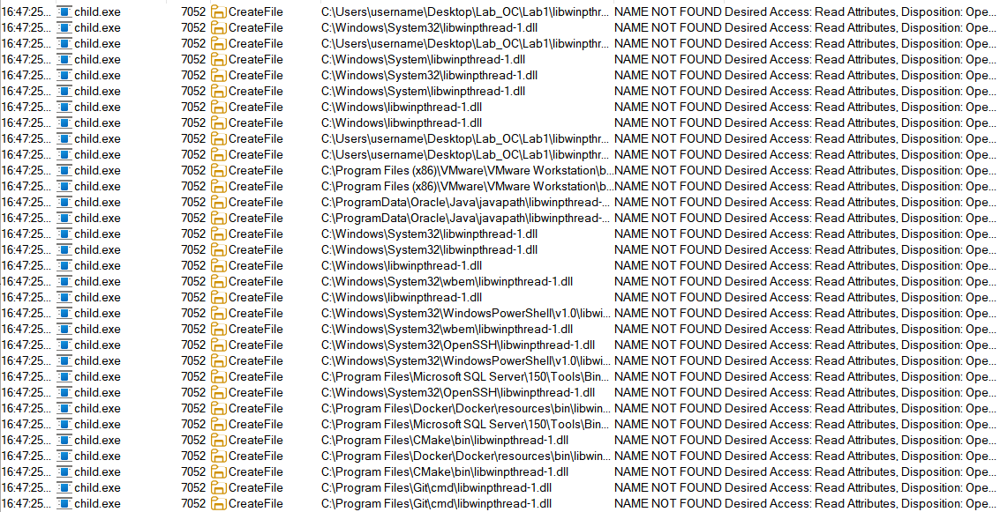 16:47:25... child.exe 7052 CreateFile C:\Users\username\Desktop\Lab_OC\Lab1\libwinpthr... NAME NOT FOUND Desired Access: Read Attributes, Disposition: Ope...
16:47:25... child.exe 7052 CreateFile C:\Windows\System32\libwinpthread-1.dll NAME NOT FOUND Desired Access: Read Attributes, Disposition: Ope...
16:47:25... child.exe 7052 CreateFile C:\Users\username\Desktop\Lab_OC\Lab1\libwinpthr... NAME NOT FOUND Desired Access: Read Attributes, Disposition: Ope...
16:47:25... child.exe 7052 CreateFile C:\Windows\System\libwinpthread-1.dll NAME NOT FOUND Desired Access: Read Attributes, Disposition: Ope...
16:47:25... child.exe 7052 CreateFile C:\Windows\System32\libwinpthread-1.dll NAME NOT FOUND Desired Access: Read Attributes, Disposition: Ope...
16:47:25... child.exe 7052 CreateFile C:\Windows\System\libwinpthread-1.dll NAME NOT FOUND Desired Access: Read Attributes, Disposition: Ope...
16:47:25... child.exe 7052 CreateFile C:\Windows\libwinpthread-1.dll NAME NOT FOUND Desired Access: Read Attributes, Disposition: Ope...
16:47:25... child.exe 7052 CreateFile C:\Windows\libwinpthread-1.dll NAME NOT FOUND Desired Access: Read Attributes, Disposition: Ope...
16:47:25... child.exe 7052 CreateFile C:\Users\username\Desktop\Lab_OC\Lab1\libwinpthr... NAME NOT FOUND Desired Access: Read Attributes, Disposition: Ope...
16:47:25... child.exe 7052 CreateFile C:\Users\username\Desktop\Lab_OC\Lab1\libwinpthr... NAME NOT FOUND Desired Access: Read Attributes, Disposition: Ope...
16:47:25... child.exe 7052 CreateFile C:\Program Files (x86)\VMware\VMware Workstation\b... NAME NOT FOUND Desired Access: Read Attributes, Disposition: Ope...
16:47:25... child.exe 7052 CreateFile C:\Program Files (x86)\VMware\VMware Workstation\b... NAME NOT FOUND Desired Access: Read Attributes, Disposition: Ope...
16:47:25... child.exe 7052 CreateFile C:\ProgramData\Oracle\Java\javapath\libwinpthread-... NAME NOT FOUND Desired Access: Read Attributes, Disposition: Ope...
16:47:25... child.exe 7052 CreateFile C:\ProgramData\Oracle\Java\javapath\libwinpthread-... NAME NOT FOUND Desired Access: Read Attributes, Disposition: Ope...
16:47:25... child.exe 7052 CreateFile C:\Windows\System32\libwinpthread-1.dll NAME NOT FOUND Desired Access: Read Attributes, Disposition: Ope...
16:47:25... child.exe 7052 CreateFile C:\Windows\System32\libwinpthread-1.dll NAME NOT FOUND Desired Access: Read Attributes, Disposition: Ope...
16:47:25... child.exe 7052 CreateFile C:\Windows\libwinpthread-1.dll NAME NOT FOUND Desired Access: Read Attributes, Disposition: Ope...
16:47:25... child.exe 7052 CreateFile C:\Windows\System32\wbem\libwinpthread-1.dll NAME NOT FOUND Desired Access: Read Attributes, Disposition: Ope...
16:47:25... child.exe 7052 CreateFile C:\Windows\libwinpthread-1.dll NAME NOT FOUND Desired Access: Read Attributes, Disposition: Ope...
16:47:25... child.exe 7052 CreateFile C:\Windows\System32\WindowsPowerShell\v1.0\libwi... NAME NOT FOUND Desired Access: Read Attributes, Disposition: Ope...
16:47:25... child.exe 7052 CreateFile C:\Windows\System32\wbem\libwinpthread-1.dll NAME NOT FOUND Desired Access: Read Attributes, Disposition: Ope...
16:47:25... child.exe 7052 CreateFile C:\Windows\System32\OpenSSH\libwinpthread-1.dll NAME NOT FOUND Desired Access: Read Attributes, Disposition: Ope...
16:47:25... child.exe 7052 CreateFile C:\Windows\System32\WindowsPowerShell\v1.0\libwi... NAME NOT FOUND Desired Access: Read Attributes, Disposition: Ope...
16:47:25... child.exe 7052 CreateFile C:\Program Files\Microsoft SQL Server\150\Tools\Bin... NAME NOT FOUND Desired Access: Read Attributes, Disposition: Ope...
16:47:25... child.exe 7052 CreateFile C:\Windows\System32\OpenSSH\libwinpthread-1.dll NAME NOT FOUND Desired Access: Read Attributes, Disposition: Ope...
16:47:25... child.exe 7052 CreateFile C:\Program Files\Docker\Docker\resources\bin\libwin... NAME NOT FOUND Desired Access: Read Attributes, Disposition: Ope...
16:47:25... child.exe 7052 CreateFile C:\Program Files\Microsoft SQL Server\150\Tools\Bin... NAME NOT FOUND Desired Access: Read Attributes, Disposition: Ope...
16:47:25... child.exe 7052 CreateFile C:\Program Files\CMake\bin\libwinpthread-1.dll NAME NOT FOUND Desired Access: Read Attributes, Disposition: Ope...
16:47:25... child.exe 7052 CreateFile C:\Program Files\Docker\Docker\resources\bin\libwin... NAME NOT FOUND Desired Access: Read Attributes, Disposition: Ope...
16:47:25... child.exe 7052 CreateFile C:\Program Files\CMake\bin\libwinpthread-1.dll NAME NOT FOUND Desired Access: Read Attributes, Disposition: Ope...
16:47:25... child.exe 7052 CreateFile C:\Program Files\Git\cmd\libwinpthread-1.dll NAME NOT FOUND Desired Access: Read Attributes, Disposition: Ope...
16:47:25... child.exe 7052 CreateFile C:\Program Files\Git\cmd\libwinpthread-1.dll NAME NOT FOUND Desired Access: Read Attributes, Disposition: Ope...